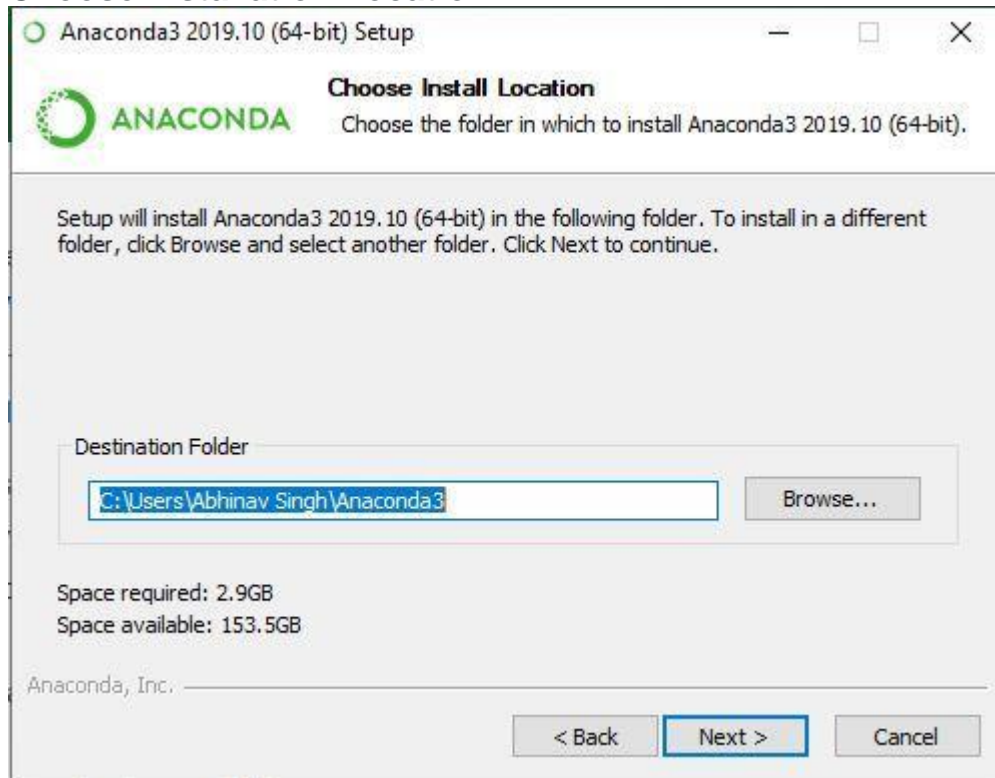 Anaconda3 2019.10 (64-bit) Setup
ANACONDA
Choose Install Location
Choose the folder in which to install Anaconda3 2019.10 (64-bit).
Setup will install Anaconda3 2019.10 (64-bit) in the following folder. To install in a different
folder, click Browse and select another folder. Click Next to continue.
Destination Folder
C:\Users\Abhinav Singh\Anaconda3
Browse...
Space required: 2.9GB
Space available: 153.5GB
Anaconda, Inc.
< Back
Next >
Cancel